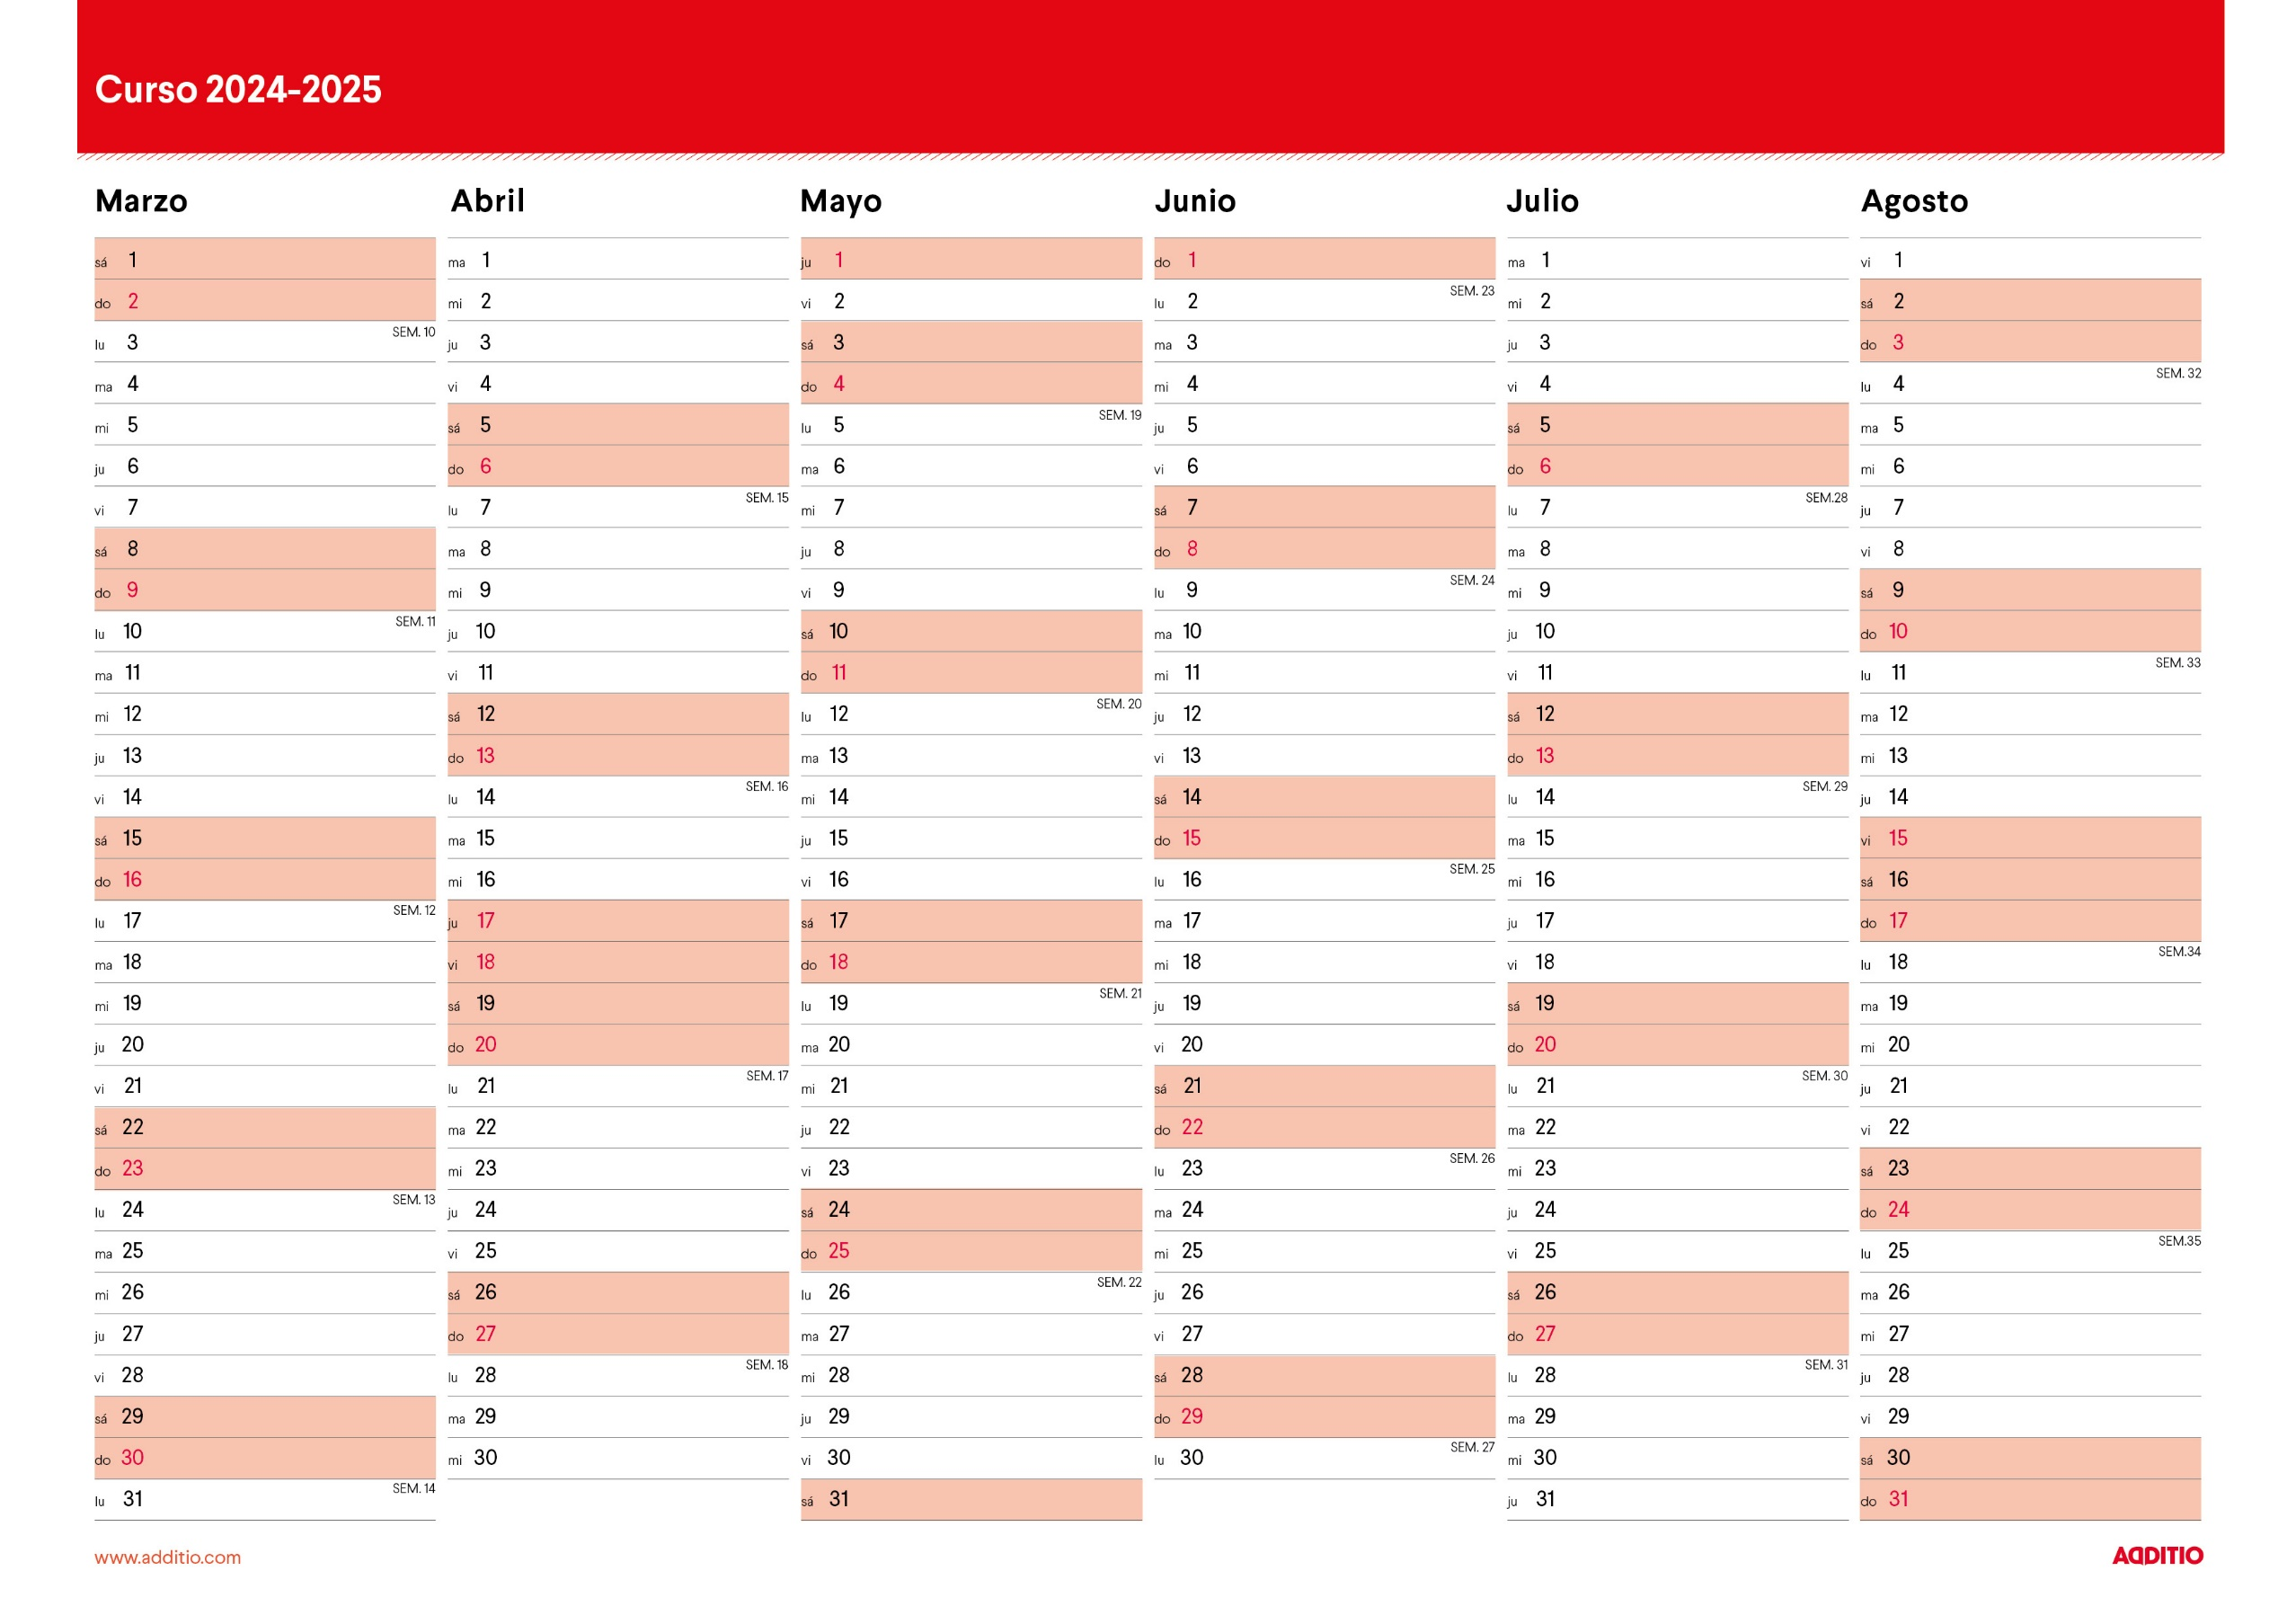 Curso 2024-2025
Marzo
sá 1
do 2
lu 3 SEM. 10
ma 4
mi 5
ju 6
vi 7
sá 8
do 9
lu 10 SEM. 11
ma 11
mi 12
ju 13
vi 14
sá 15
do 16
lu 17 SEM. 12
ma 18
mi 19
ju 20
vi 21
sá 22
do 23
lu 24 SEM. 13
ma 25
mi 26
ju 27
vi 28
sá 29
do 30
lu 31 SEM. 14
Abril
ma 1
mi 2
ju 3
vi 4
sá 5
do 6
lu 7 SEM. 15
ma 8
mi 9
ju 10
vi 11
sá 12
do 13
lu 14 SEM. 16
ma 15
mi 16
ju 17
vi 18
sá 19
do 20
lu 21 SEM. 17
ma 22
mi 23
ju 24
vi 25
sá 26
do 27
lu 28 SEM. 18
ma 29
mi 30
Mayo
ju 1
vi 2
sá 3
do 4
lu 5 SEM. 19
ma 6
mi 7
ju 8
vi 9
sá 10
do 11
lu 12 SEM. 20
ma 13
mi 14
ju 15
vi 16
sá 17
do 18
lu 19 SEM. 21
ma 20
mi 21
ju 22
vi 23
sá 24
do 25
lu 26 SEM. 22
ma 27
mi 28
ju 29
vi 30
sá 31
Junio
do 1
lu 2 SEM. 23
ma 3
mi 4
ju 5
vi 6
sá 7
do 8
lu 9 SEM. 24
ma 10
mi 11
ju 12
vi 13
sá 14
do 15
lu 16 SEM. 25
ma 17
mi 18
ju 19
vi 20
sá 21
do 22
lu 23 SEM. 26
ma 24
mi 25
ju 26
vi 27
sá 28
do 29
lu 30 SEM. 27
Julio
ma 1
mi 2
ju 3
vi 4
sá 5
do 6
lu 7 SEM.28
ma 8
mi 9
ju 10
vi 11
sá 12
do 13
lu 14 SEM. 29
ma 15
mi 16
ju 17
vi 18
sá 19
do 20
lu 21 SEM. 30
ma 22
mi 23
ju 24
vi 25
sá 26
do 27
lu 28 SEM. 31
ma 29
mi 30
ju 31
Agosto
vi 1
sá 2
do 3
lu 4 SEM. 32
ma 5
mi 6
ju 7
vi 8
sá 9
do 10
lu 11 SEM. 33
ma 12
mi 13
ju 14
vi 15
sá 16
do 17
lu 18 SEM.34
ma 19
mi 20
ju 21
vi 22
sá 23
do 24
lu 25 SEM.35
ma 26
mi 27
ju 28
vi 29
sá 30
do 31
www.additio.com
ADDITIO